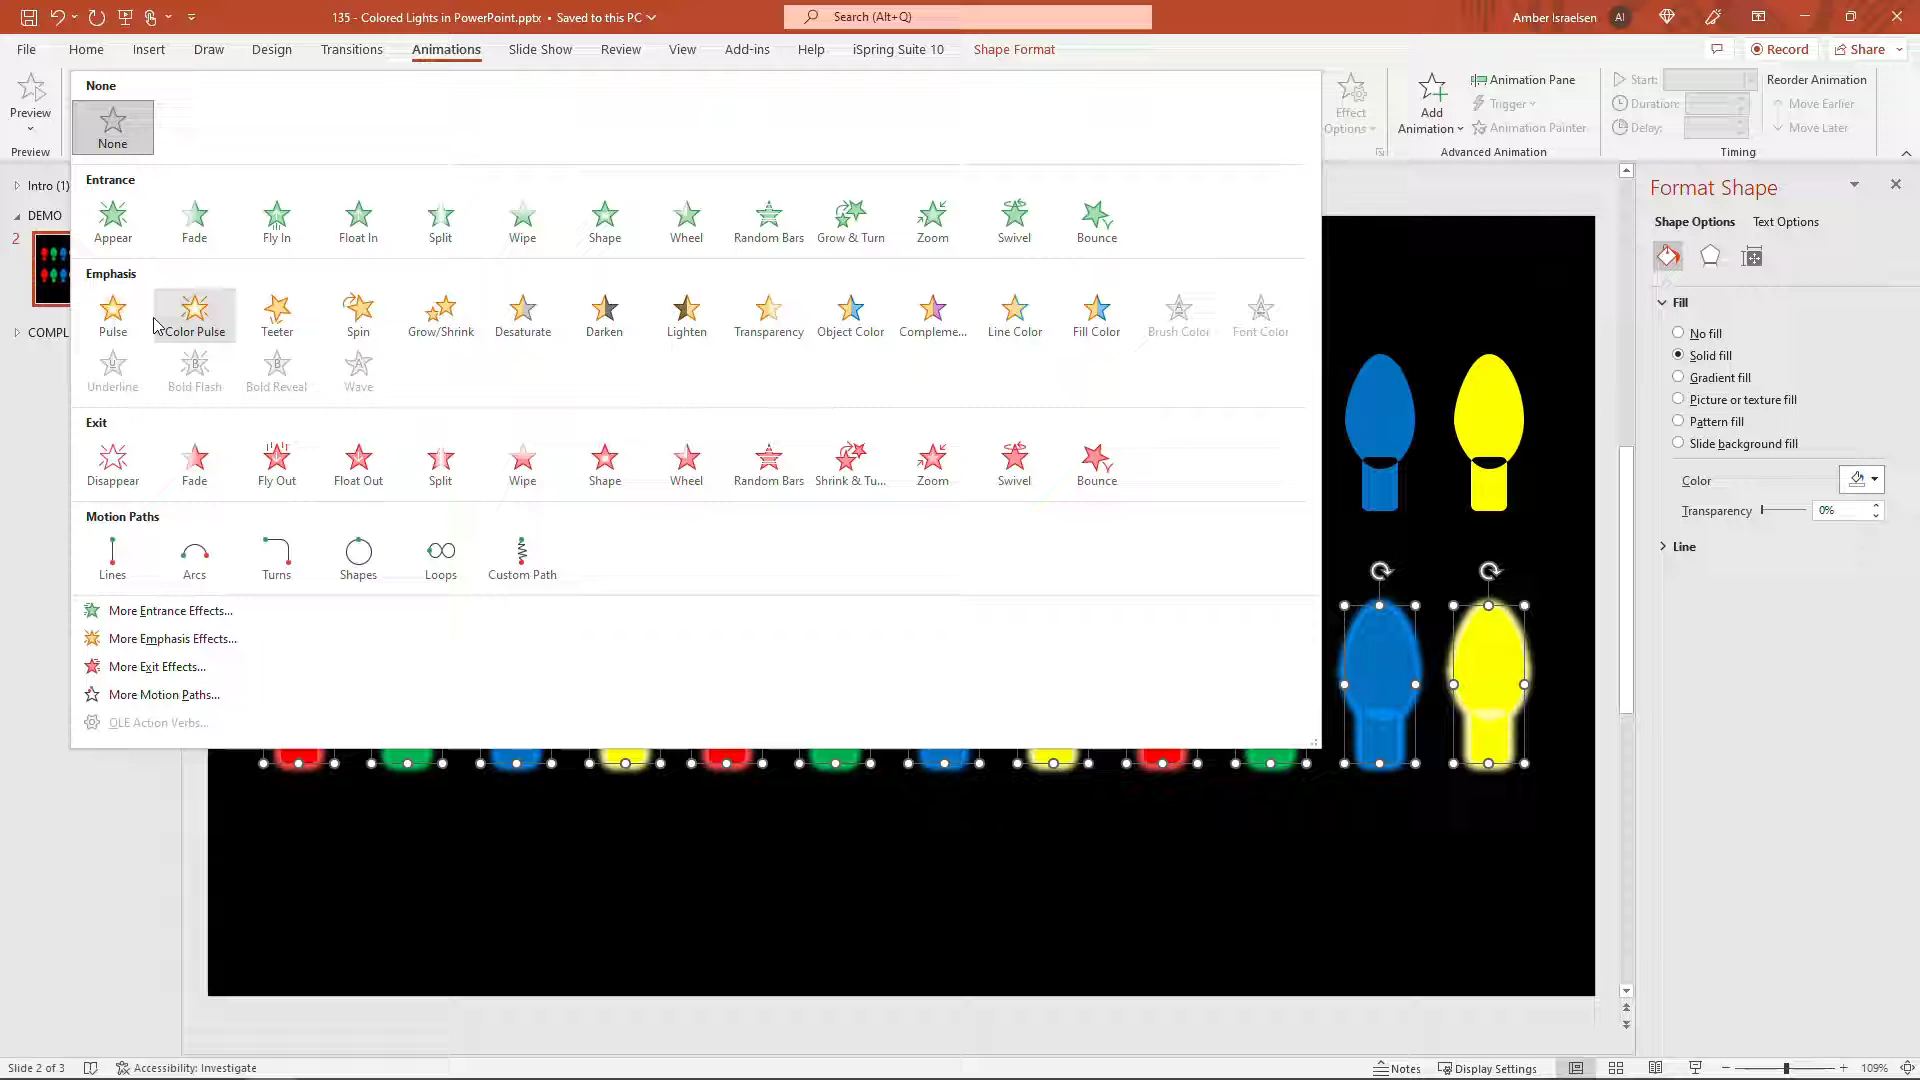 135 - Colored Lights in PowerPoint.pptx • Saved to this PC
Search (Alt+Q)
Amber Israelsen
AI
File Home Insert Draw Design Transitions Animations Slide Show Review View Add-ins Help iSpring Suite 10 Shape Format
Record
Share
Preview
Preview
None
None
Effect Options
Add Animation
Animation Pane
Trigger
Animation Painter
Advanced Animation
Start:
Duration:
Delay:
Reorder Animation
Move Earlier
Move Later
Timing
Intro (1)
DEMO
2
COMPL
Entrance
Appear Fade Fly In Float In Split Wipe Shape Wheel Random Bars Grow & Turn Zoom Swivel Bounce
Emphasis
Pulse Color Pulse Teeter Spin Grow/Shrink Desaturate Darken Lighten Transparency Object Color Compleme... Line Color Fill Color Brush Color Font Color
Underline Bold Flash Bold Reveal Wave
Exit
Disappear Fade Fly Out Float Out Split Wipe Shape Wheel Random Bars Shrink & Tu... Zoom Swivel Bounce
Motion Paths
Lines Arcs Turns Shapes Loops Custom Path
More Entrance Effects...
More Emphasis Effects...
More Exit Effects...
More Motion Paths...
OLE Action Verbs...
Format Shape
Shape Options Text Options
Fill
No fill
Solid fill
Gradient fill
Picture or texture fill
Pattern fill
Slide background fill
Color
Transparency 0%
Line
Slide 2 of 3
Accessibility: Investigate
Notes
Display Settings
109%